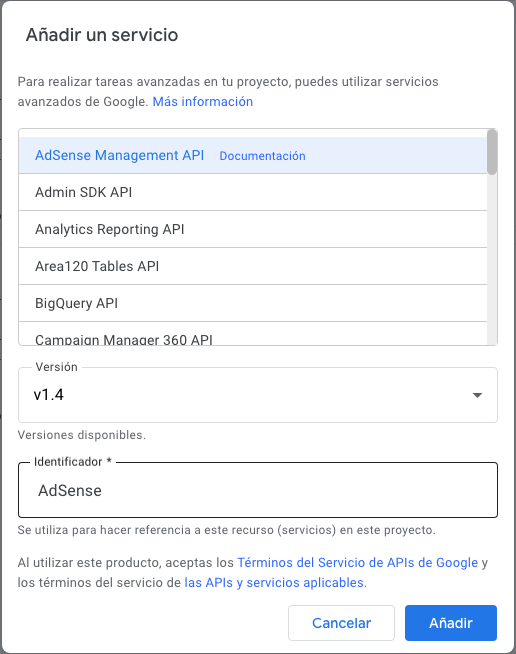 Añadir un servicio
Para realizar tareas avanzadas en tu proyecto, puedes utilizar servicios
avanzados de Google. Más información
AdSense Management API Documentación
Admin SDK API
Analytics Reporting API
Area120 Tables API
BigQuery API
Campaign Manager 360 API
Versión
v1.4
Versiones disponibles.
Identificador *
AdSense
Se utiliza para hacer referencia a este recurso (servicios) en este proyecto.
Al utilizar este producto, aceptas los Términos del Servicio de APIs de Google y
los términos del servicio de las APIs y servicios aplicables.
Cancelar Añadir